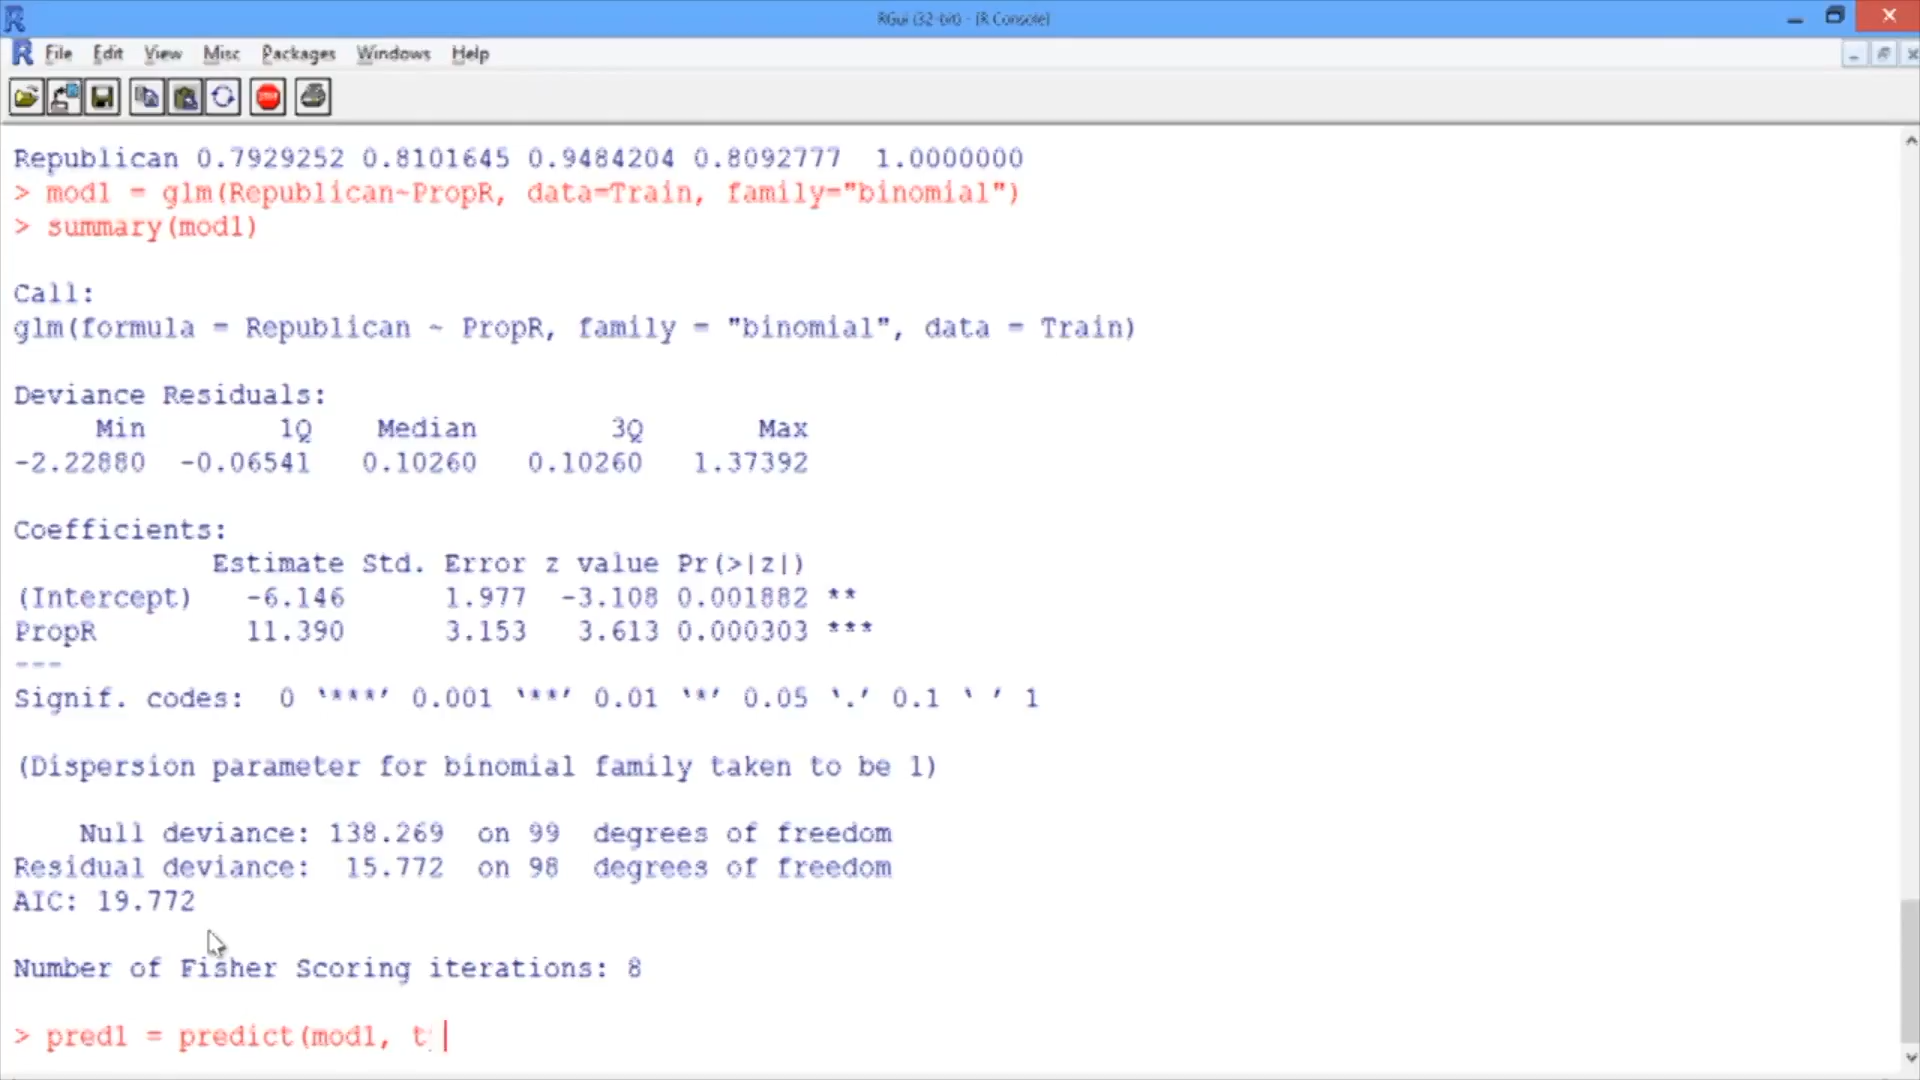 RGui (32-bit) - [R Console]
File Edit View Misc Packages Windows Help
STOP
Republican 0.7929252 0.8101645 0.9484204 0.8092777 1.0000000
> mod1 = glm(Republican~PropR, data=Train, family="binomial")
> summary(mod1)
Call:
glm(formula = Republican ~ PropR, family = "binomial", data = Train)
Deviance Residuals:
Min 1Q Median 3Q Max
-2.22880 -0.06541 0.10260 0.10260 1.37392
Coefficients:
Estimate Std. Error z value Pr(>|z|)
(Intercept) -6.146 1.977 -3.108 0.001882 **
PropR 11.390 3.153 3.613 0.000303 ***
---
Signif. codes: 0 ‘***’ 0.001 ‘**’ 0.01 ‘*’ 0.05 ‘.’ 0.1 ‘ ’ 1
(Dispersion parameter for binomial family taken to be 1)
Null deviance: 138.269 on 99 degrees of freedom
Residual deviance: 15.772 on 98 degrees of freedom
AIC: 19.772
Number of Fisher Scoring iterations: 8
> pred1 = predict(mod1, t